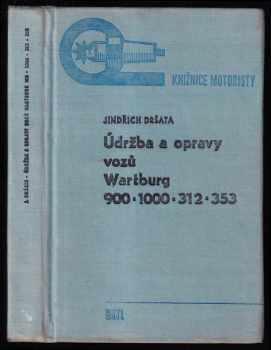 KNIŽNICE MOTORISTY
JINDŘICH DRŠATA
Údržba a opravy
vozů
Wartburg
900·1000·312·353
SNTL